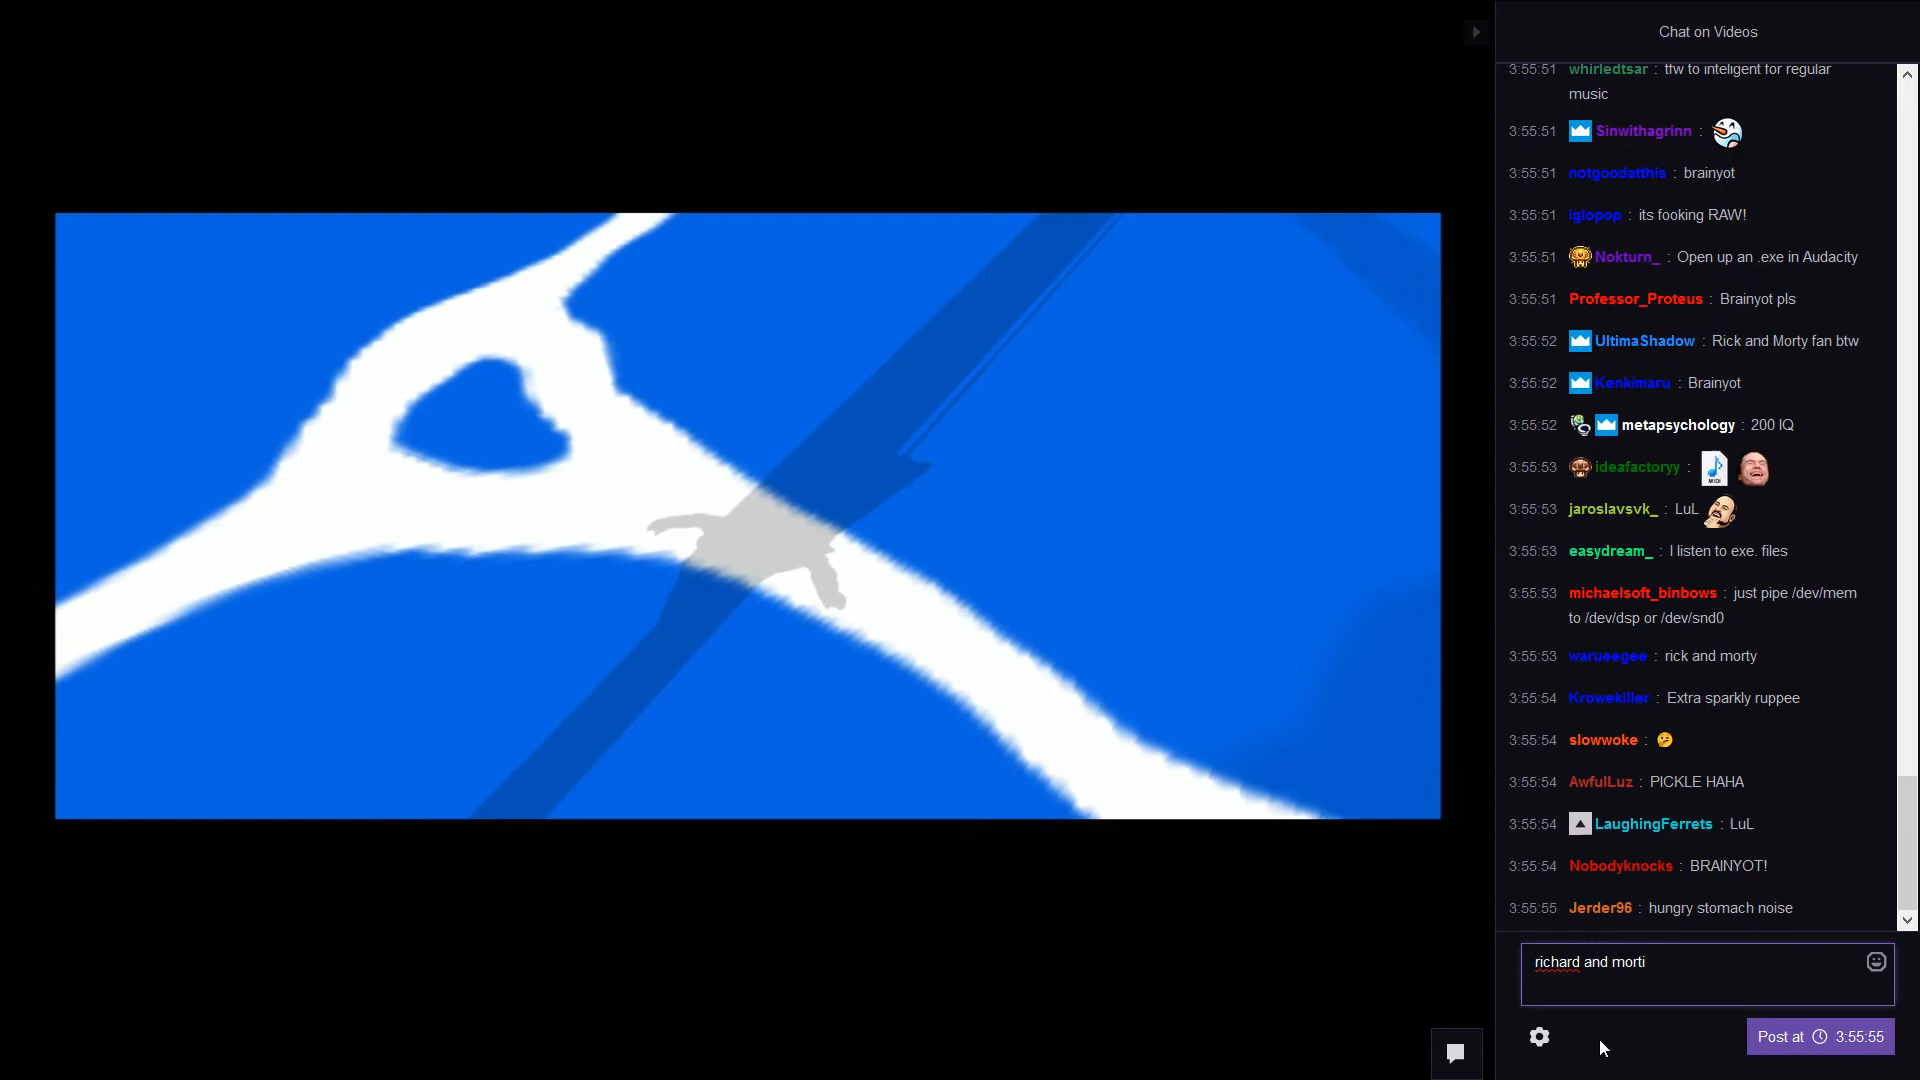 Chat on Videos
3:55:51 whirledtsar : tfw to inteligent for regular
music
3:55:51 Sinwithagrinn :
3:55:51 notgoodatthis : brainyot
3:55:51 iglopop : its fooking RAW!
3:55:51 Nokturn_ : Open up an .exe in Audacity
3:55:51 Professor_Proteus : Brainyot pls
3:55:52 UltimaShadow : Rick and Morty fan btw
3:55:52 Kenkimaru : Brainyot
3:55:52 metapsychology : 200 IQ
3:55:53 ideafactoryy : MIDI
3:55:53 jaroslavsvk_ : LuL
3:55:53 easydream_ : I listen to exe. files
3:55:53 michaelsoft_binbows : just pipe /dev/mem
to /dev/dsp or /dev/snd0
3:55:53 warueegee : rick and morty
3:55:54 Krowekiller : Extra sparkly ruppee
3:55:54 slowwoke : 🤔
3:55:54 AwfulLuz : PICKLE HAHA
3:55:54 LaughingFerrets : LuL
3:55:54 Nobodyknocks : BRAINYOT!
3:55:55 Jerder96 : hungry stomach noise
richard and morti
Post at 3:55:55